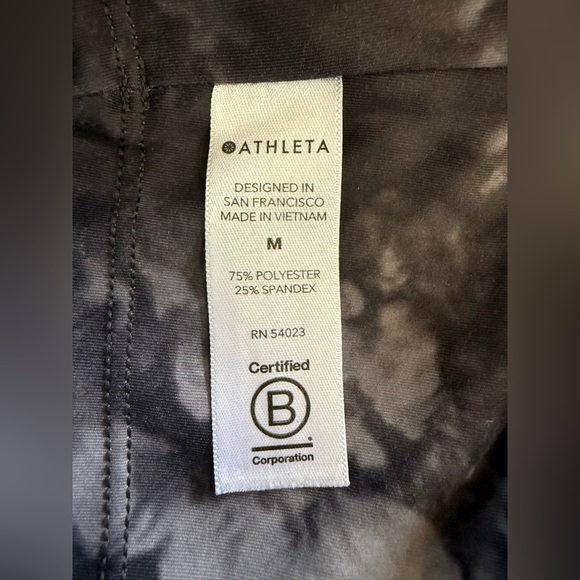 ATHLETA
DESIGNED IN
SAN FRANCISCO
MADE IN VIETNAM
M
75% POLYESTER
25% SPANDEX
RN 54023
Certified
B
Corporation